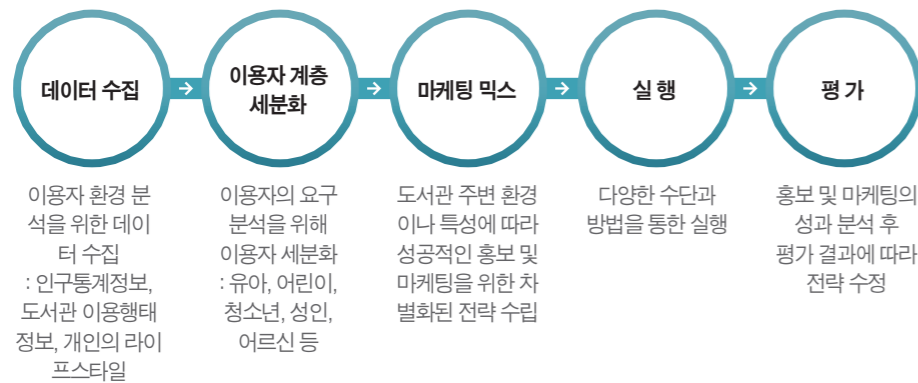 데이터 수집
이용자 계층
세분화
마케팅 믹스
실 행
평 가
이용자 환경 분
석을 위한 데이
터 수집
: 인구통계정보,
도서관 이용행태
정보, 개인의 라이
프스타일
이용자의 요구
분석을 위해
이용자 세분화
: 유아, 어린이,
청소년, 성인,
어르신 등
도서관 주변 환경
이나 특성에 따라
성공적인 홍보 및
마케팅을 위한 차
별화된 전략 수립
다양한 수단과
방법을 통한 실행
홍보 및 마케팅의
성과 분석 후
평가 결과에 따라
전략 수정